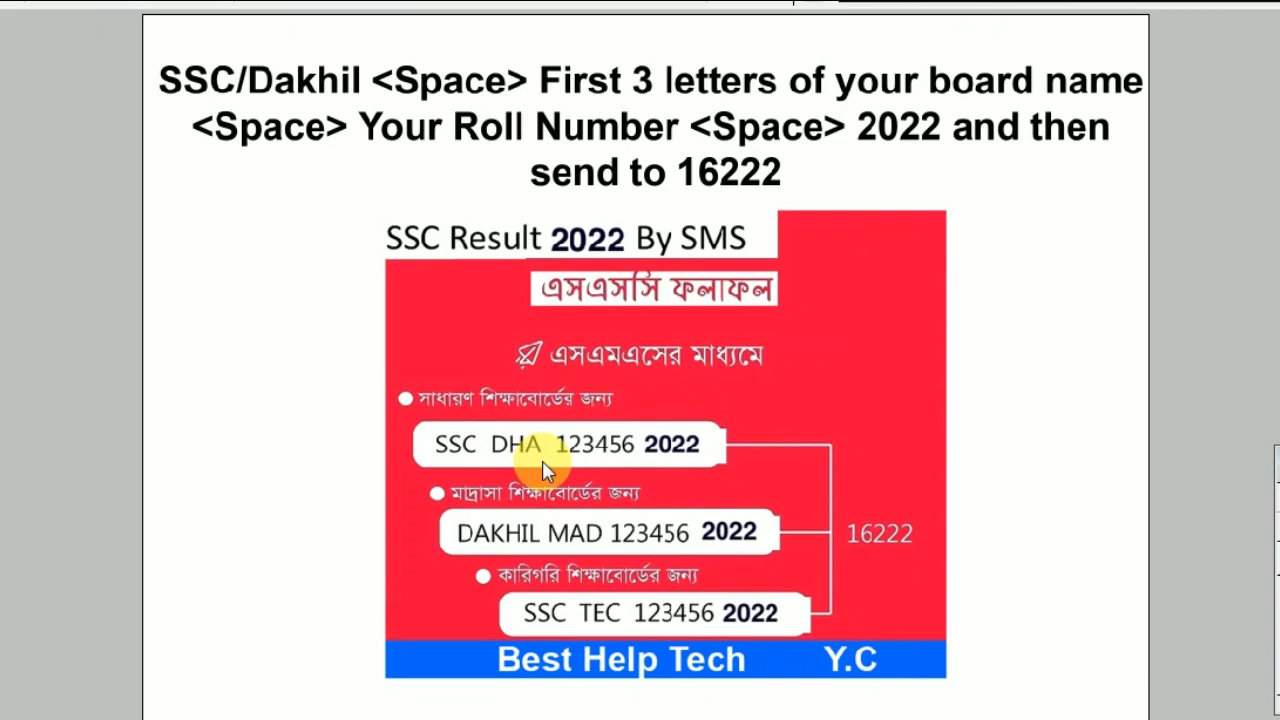 SSC/Dakhil <Space> First 3 letters of your board name
<Space> Your Roll Number <Space> 2022 and then
send to 16222
SSC Result 2022 By SMS
এসএসসি ফলাফল
এসএমএসের মাধ্যমে
সাধারণ শিক্ষাবোর্ডের জন্য
SSC DHA 123456 2022
মাদ্রাসা শিক্ষাবোর্ডের জন্য
DAKHIL MAD 123456 2022
16222
কারিগরি শিক্ষাবোর্ডের জন্য
SSC TEC 123456 2022
Best Help Tech Y.C